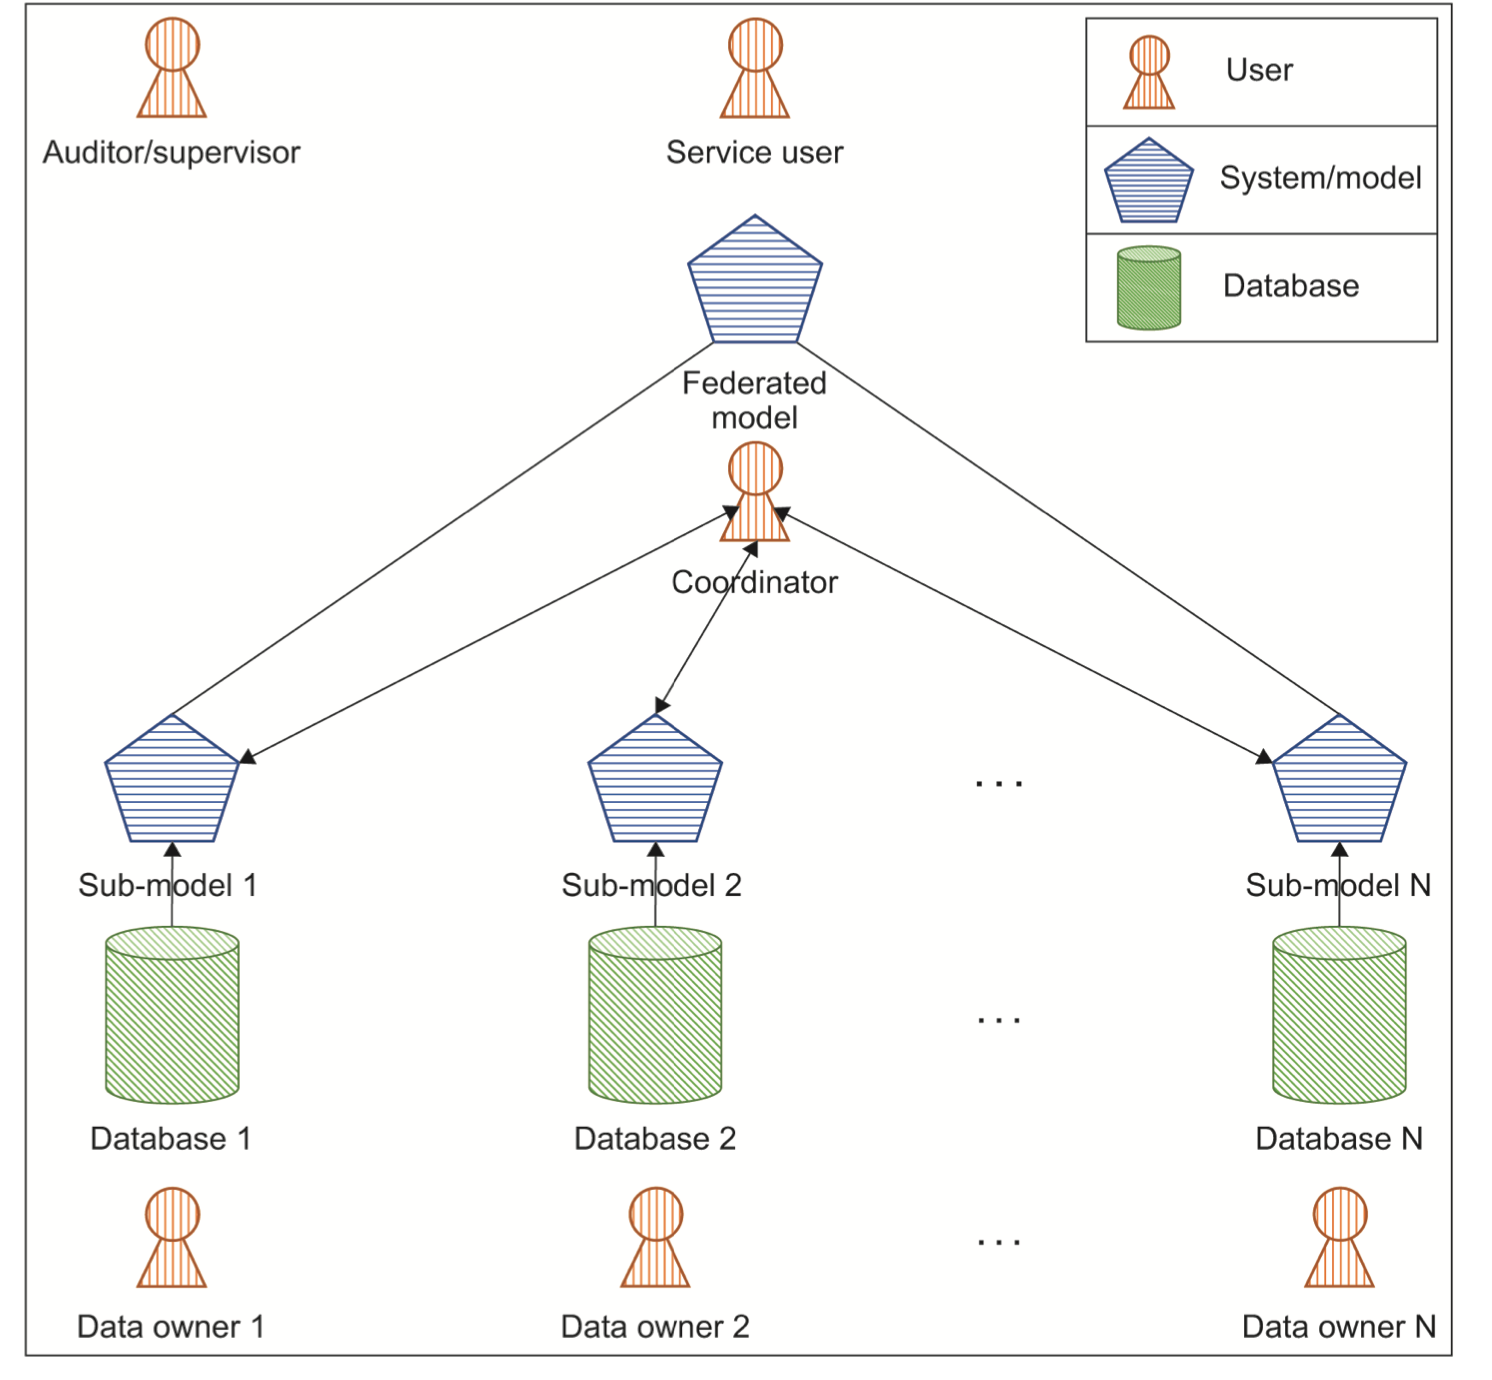 Auditor/supervisor
Service user
User
System/model
Database
Federated
model
Coordinator
. . .
Sub-model 1
Sub-model 2
Sub-model N
. . .
Database 1
Database 2
Database N
. . .
Data owner 1
Data owner 2
Data owner N